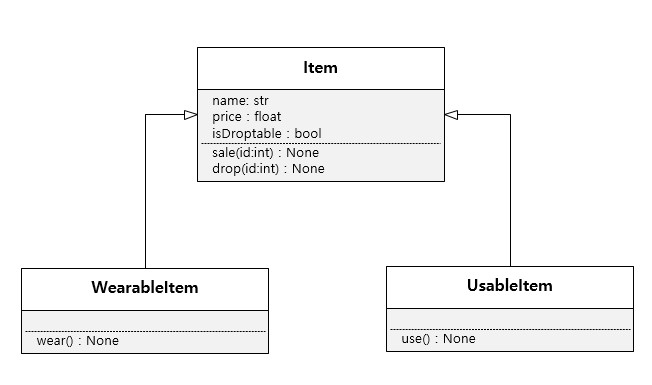 Item
name: str
price : float
isDroptable : bool
sale(id:int) : None
drop(id:int) : None
WearableItem
wear() : None
UsableItem
use() : None